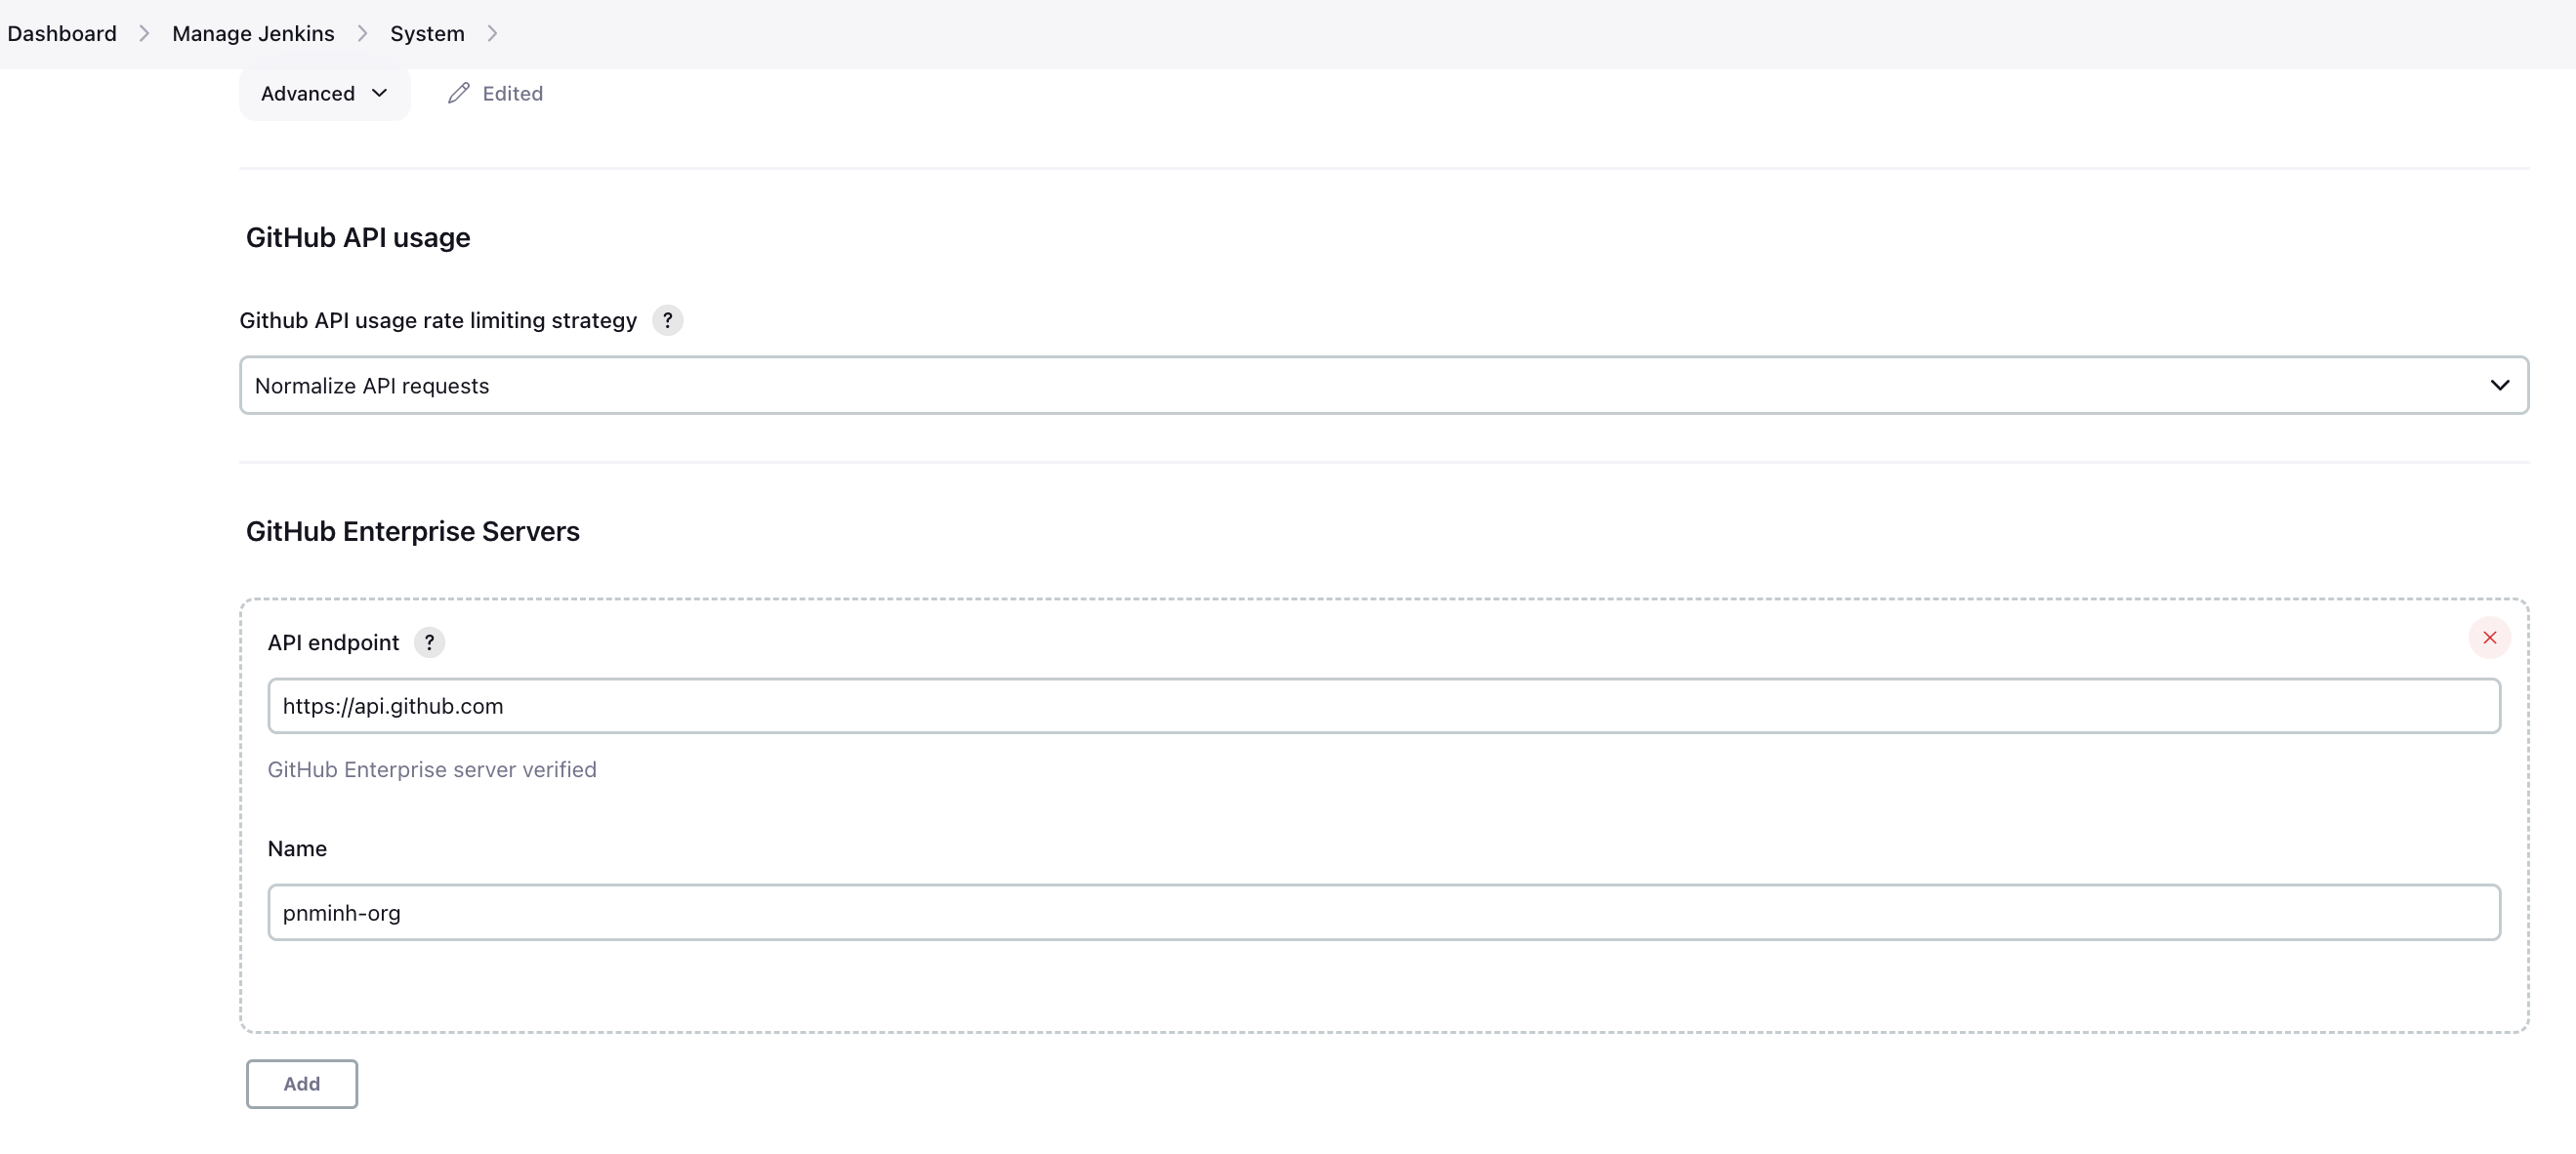 Dashboard > Manage Jenkins > System >
Advanced Edited
GitHub API usage
Github API usage rate limiting strategy ?
Normalize API requests
GitHub Enterprise Servers
API endpoint ?
https://api.github.com
GitHub Enterprise server verified
Name
pnminh-org
Add